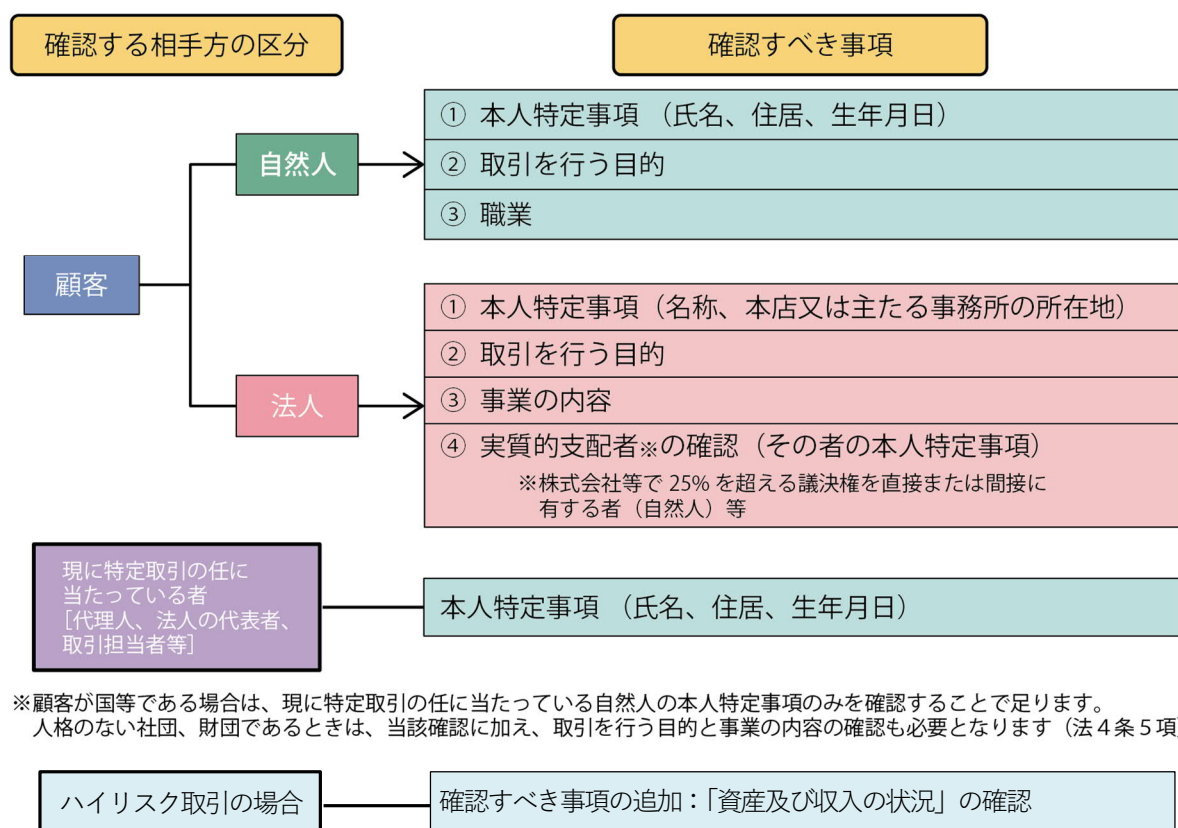 確認する相手方の区分
確認すべき事項
顧客
自然人
① 本人特定事項 （氏名、住居、生年月日）
② 取引を行う目的
③ 職業
法人
① 本人特定事項（名称、本店又は主たる事務所の所在地）
② 取引を行う目的
③ 事業の内容
④ 実質的支配者※の確認（その者の本人特定事項）
※株式会社等で 25% を超える議決権を直接または間接に
有する者（自然人）等
現に特定取引の任に
当たっている者
［代理人、法人の代表者、
取引担当者等］
本人特定事項 （氏名、住居、生年月日）
※顧客が国等である場合は、現に特定取引の任に当たっている自然人の本人特定事項のみを確認することで足ります。
人格のない社団、財団であるときは、当該確認に加え、取引を行う目的と事業の内容の確認も必要となります（法４条５項）
ハイリスク取引の場合
確認すべき事項の追加：「資産及び収入の状況」の確認